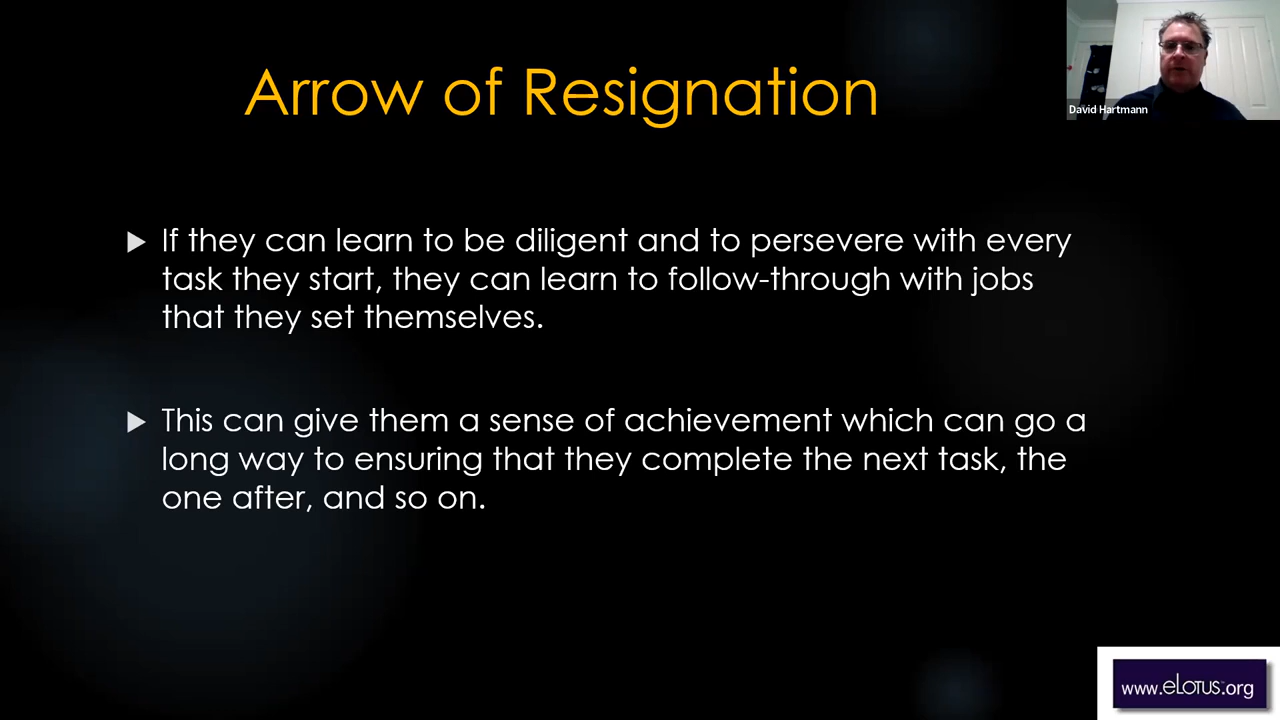 Arrow of Resignation
David Hartmann
If they can learn to be diligent and to persevere with every
task they start, they can learn to follow-through with jobs
that they set themselves.
This can give them a sense of achievement which can go a
long way to ensuring that they complete the next task, the
one after, and so on.
www.eLotus.org